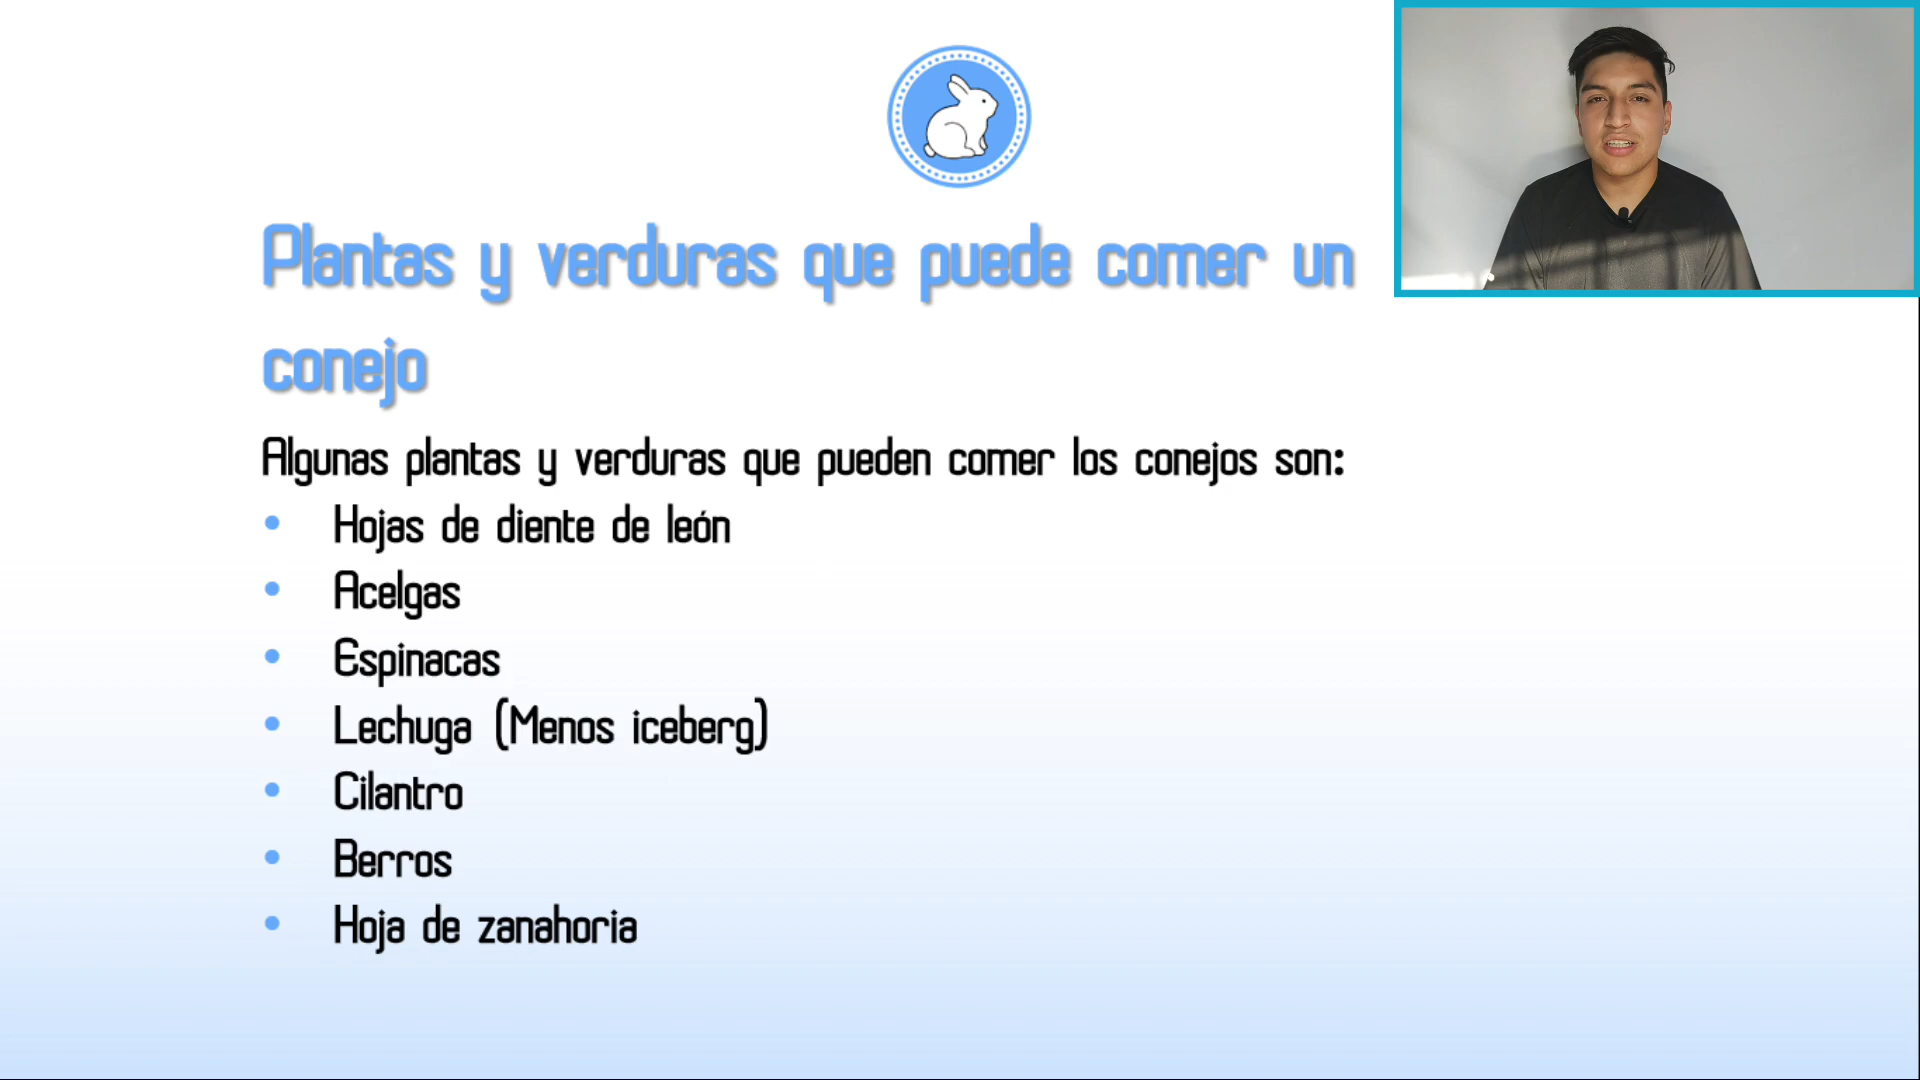 Plantas y verduras que puede comer un
conejo
Algunas plantas y verduras que pueden comer los conejos son:
• Hojas de diente de león
• Acelgas
• Espinacas
• Lechuga (Menos iceberg)
• Cilantro
• Berros
• Hoja de zanahoria